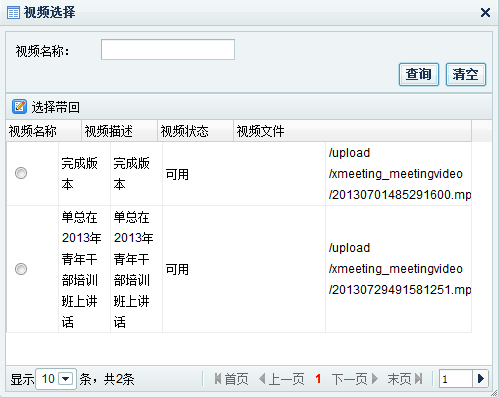 视频选择
视频名称：
查询 清空
选择带回
视频名称 视频描述 视频状态 视频文件
完成版本 完成版本 可用 /upload
/xmeeting_meetingvideo
/20130701485291600.mp
单总在 单总在
2013年 2013年
青年干 青年干
部培训 部培训
班上讲 班上讲
话 话
可用
/upload
/xmeeting_meetingvideo
/20130729491581251.mp
显示 10 条，共2条 首页 上一页 1 下一页 末页 1